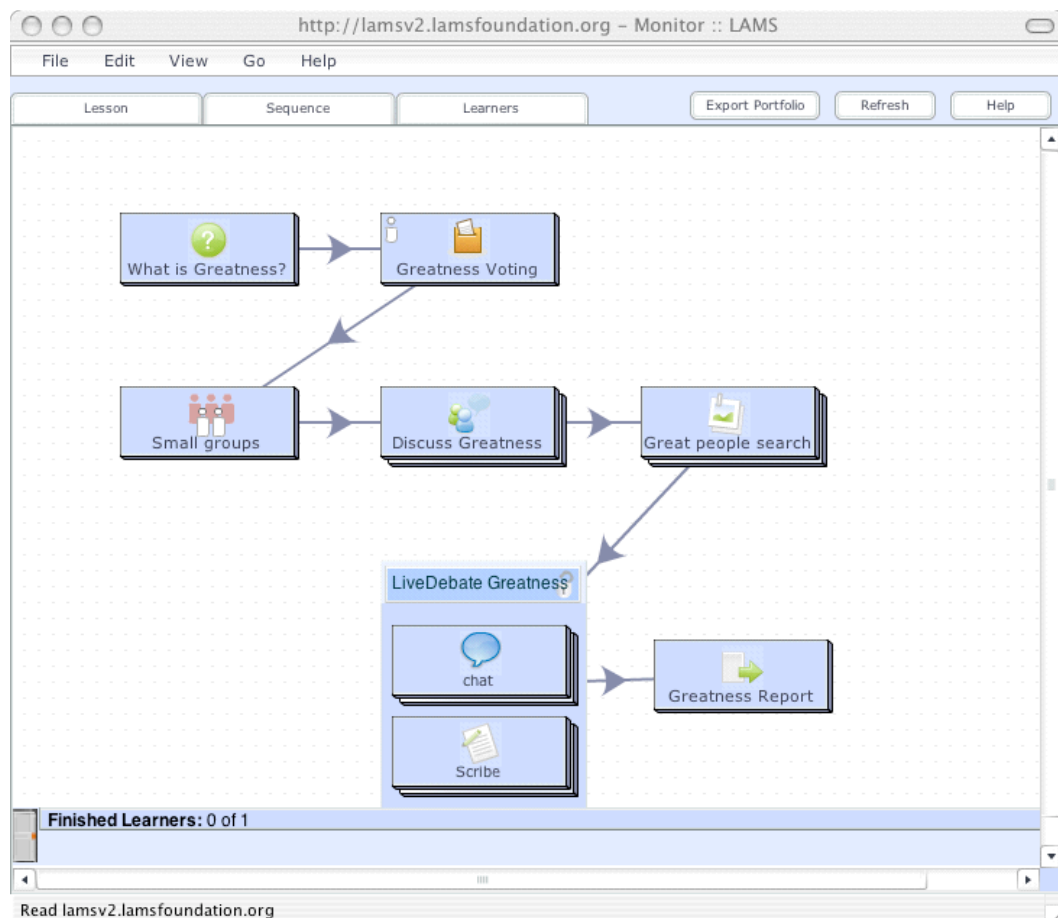 http://lamsv2.lamsfoundation.org – Monitor :: LAMS
File Edit View Go Help
Lesson Sequence Learners Export Portfolio Refresh Help
What is Greatness? Greatness Voting
Small groups Discuss Greatness Great people search
LiveDebate Greatness
chat
Greatness Report
Scribe
Finished Learners: 0 of 1
Read lamsv2.lamsfoundation.org